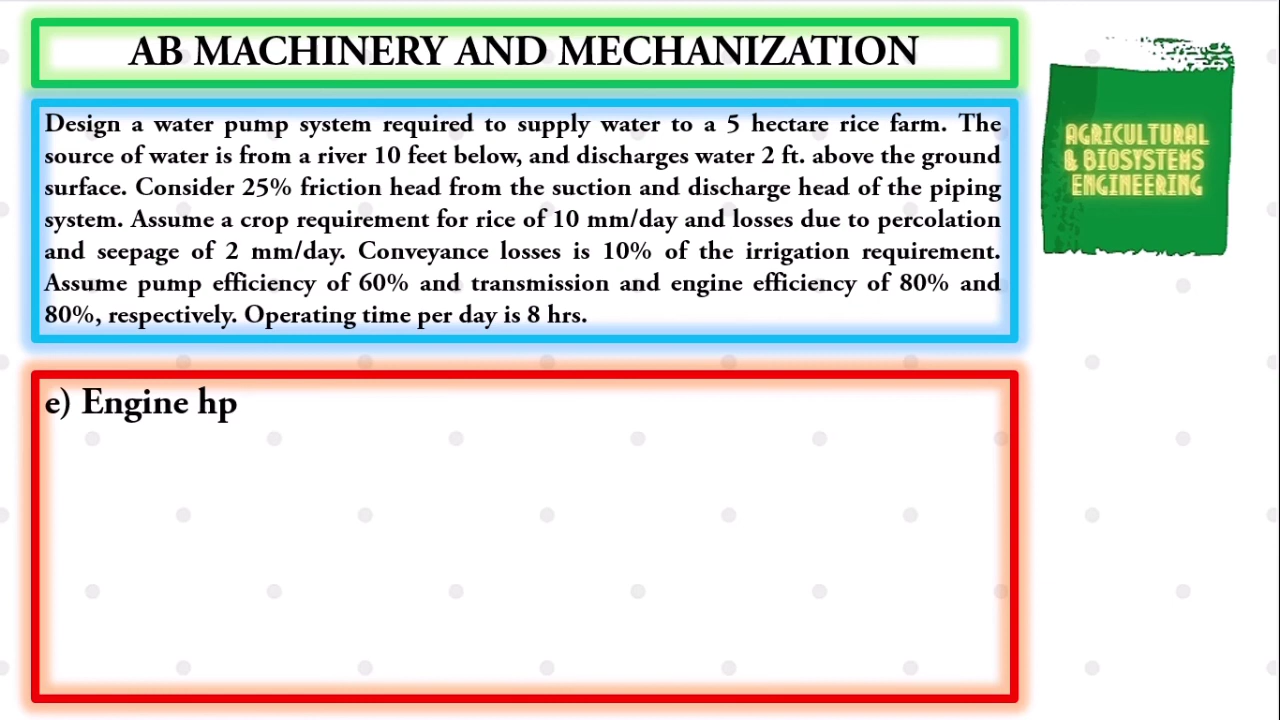 AB MACHINERY AND MECHANIZATION
Design a water pump system required to supply water to a 5 hectare rice farm. The
source of water is from a river 10 feet below, and discharges water 2 ft. above the ground
surface. Consider 25% friction head from the suction and discharge head of the piping
system. Assume a crop requirement for rice of 10 mm/day and losses due to percolation
and seepage of 2 mm/day. Conveyance losses is 10% of the irrigation requirement.
Assume pump efficiency of 60% and transmission and engine efficiency of 80% and
80%, respectively. Operating time per day is 8 hrs.
e) Engine hp
AGRICULTURAL
& BIOSYSTEMS
ENGINEERING